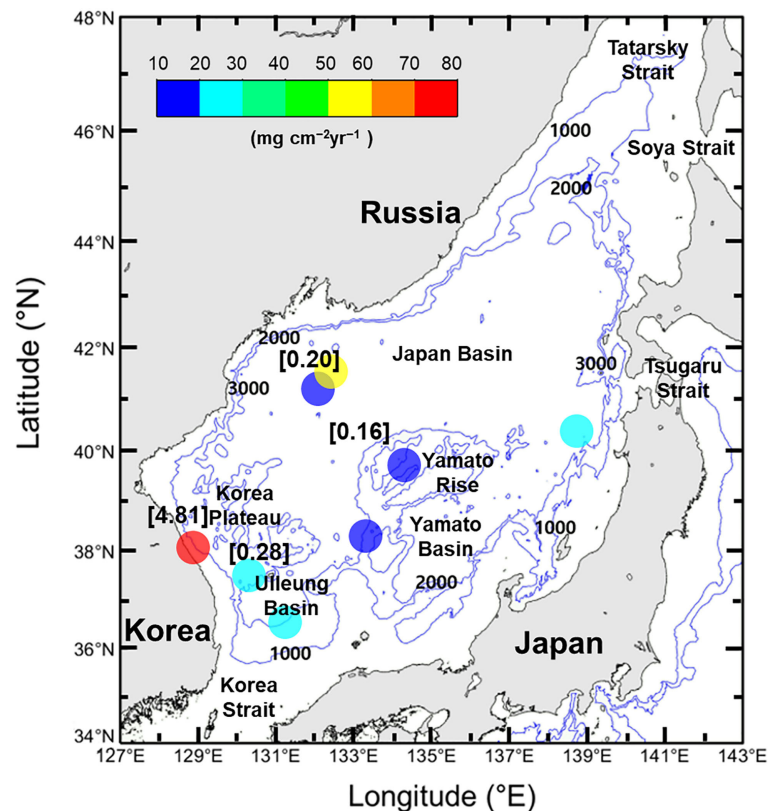 48°N
46°N
44°N
42°N
40°N
38°N
36°N
34°N
Latitude (°N)
10 20 30 40 50 60 70 80
(mg cm⁻²yr⁻¹ )
Tatarsky
Strait
1000
Soya Strait
2000
Russia
2000
[0.20]
Japan Basin
3000
Tsugaru
Strait
3000
[0.16]
Yamato
Rise
Korea
Plateau
[4.81]
Yamato
Basin
1000
[0.28]
Ulleung
Basin
2000
Korea
1000
Japan
Korea
Strait
127°E 129°E 131°E 133°E 135°E 137°E 139°E 141°E 143°E
Longitude (°E)